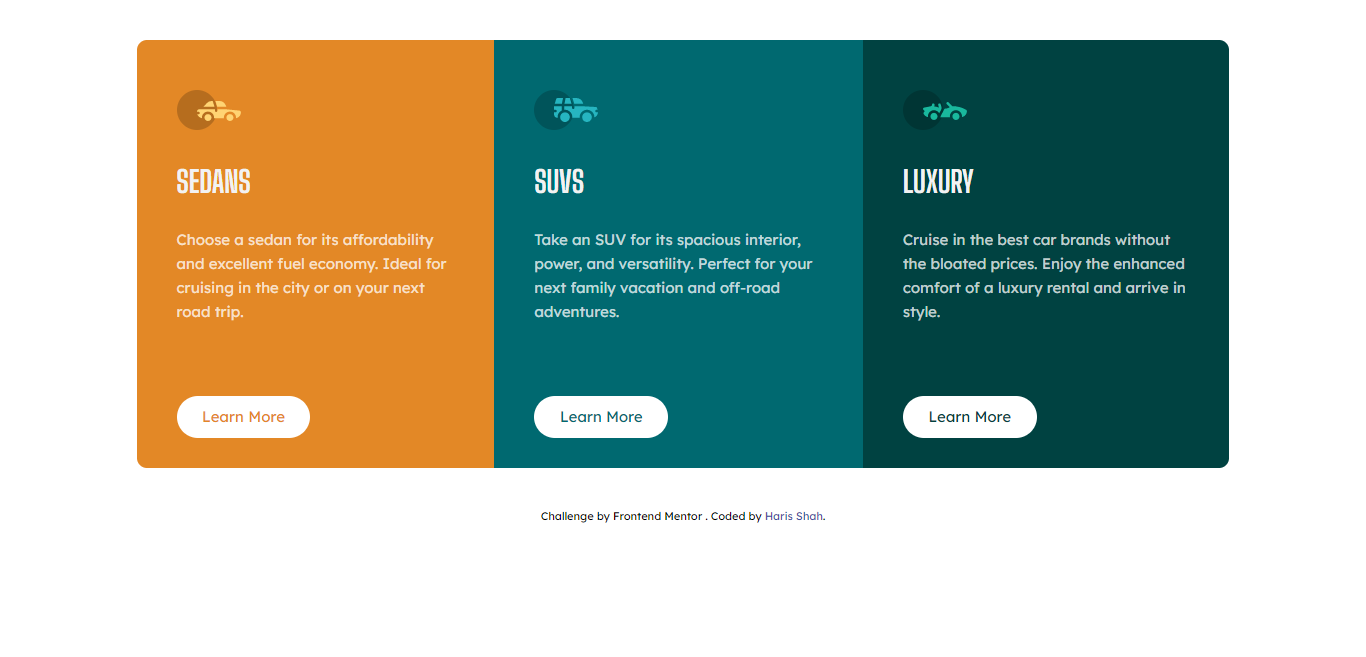 SEDANS
Choose a sedan for its affordability
and excellent fuel economy. Ideal for
cruising in the city or on your next
road trip.
Learn More
SUVS
Take an SUV for its spacious interior,
power, and versatility. Perfect for your
next family vacation and off-road
adventures.
Learn More
LUXURY
Cruise in the best car brands without
the bloated prices. Enjoy the enhanced
comfort of a luxury rental and arrive in
style.
Learn More
Challenge by Frontend Mentor . Coded by Haris Shah.